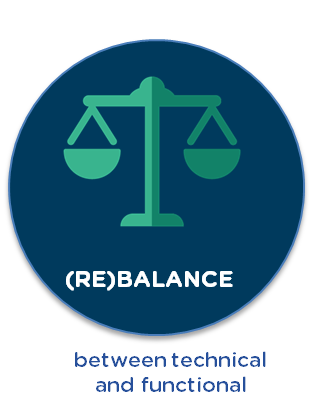 (RE)BALANCE
between technical
and functional